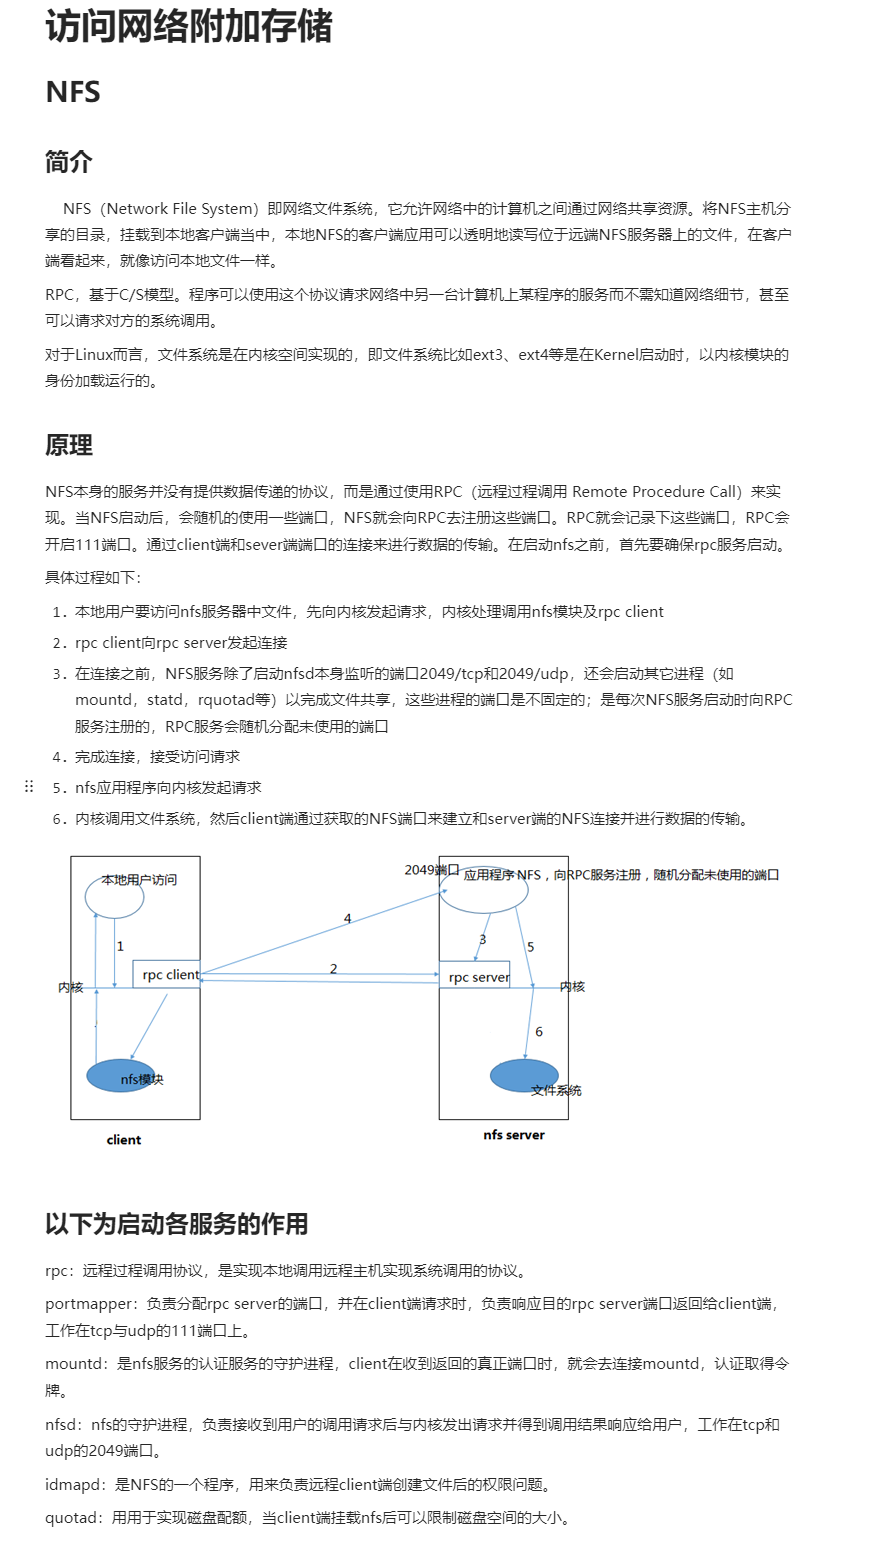 访问网络附加存储
NFS
简介
NFS（Network File System）即网络文件系统，它允许网络中的计算机之间通过网络共享资源。将NFS主机分
享的目录，挂载到本地客户端当中，本地NFS的客户端应用可以透明地读写位于远端NFS服务器上的文件，在客户
端看起来，就像访问本地文件一样。
RPC，基于C/S模型。程序可以使用这个协议请求网络中另一台计算机上某程序的服务而不需知道网络细节，甚至
可以请求对方的系统调用。
对于Linux而言，文件系统是在内核空间实现的，即文件系统比如ext3、ext4等是在Kernel启动时，以内核模块的
身份加载运行的。
原理
NFS本身的服务并没有提供数据传递的协议，而是通过使用RPC（远程过程调用 Remote Procedure Call）来实
现。当NFS启动后，会随机的使用一些端口，NFS就会向RPC去注册这些端口。RPC就会记录下这些端口，RPC会
开启111端口。通过client端和sever端端口的连接来进行数据的传输。在启动nfs之前，首先要确保rpc服务启动。
具体过程如下：
1. 本地用户要访问nfs服务器中文件，先向内核发起请求，内核处理调用nfs模块及rpc client
2. rpc client向rpc server发起连接
3. 在连接之前，NFS服务除了启动nfsd本身监听的端口2049/tcp和2049/udp，还会启动其它进程（如
mountd，statd，rquotad等）以完成文件共享，这些进程的端口是不固定的；是每次NFS服务启动时向RPC
服务注册的，RPC服务会随机分配未使用的端口
4. 完成连接，接受访问请求
5. nfs应用程序向内核发起请求
6. 内核调用文件系统，然后client端通过获取的NFS端口来建立和server端的NFS连接并进行数据的传输。
2049端口
应用程序 NFS，向RPC服务注册，随机分配未使用的端口
本地用户访问
4
1
3
5
2
rpc client
rpc server
内核
内核
6
nfs模块
文件系统
client
nfs server
以下为启动各服务的作用
rpc：远程过程调用协议，是实现本地调用远程主机实现系统调用的协议。
portmapper：负责分配rpc server的端口，并在client端请求时，负责响应目的rpc server端口返回给client端，
工作在tcp与udp的111端口上。
mountd：是nfs服务的认证服务的守护进程，client在收到返回的真正端口时，就会去连接mountd，认证取得令
牌。
nfsd：nfs的守护进程，负责接收到用户的调用请求后与内核发出请求并得到调用结果响应给用户，工作在tcp和
udp的2049端口。
idmapd：是NFS的一个程序，用来负责远程client端创建文件后的权限问题。
quotad：用用于实现磁盘配额，当client端挂载nfs后可以限制磁盘空间的大小。